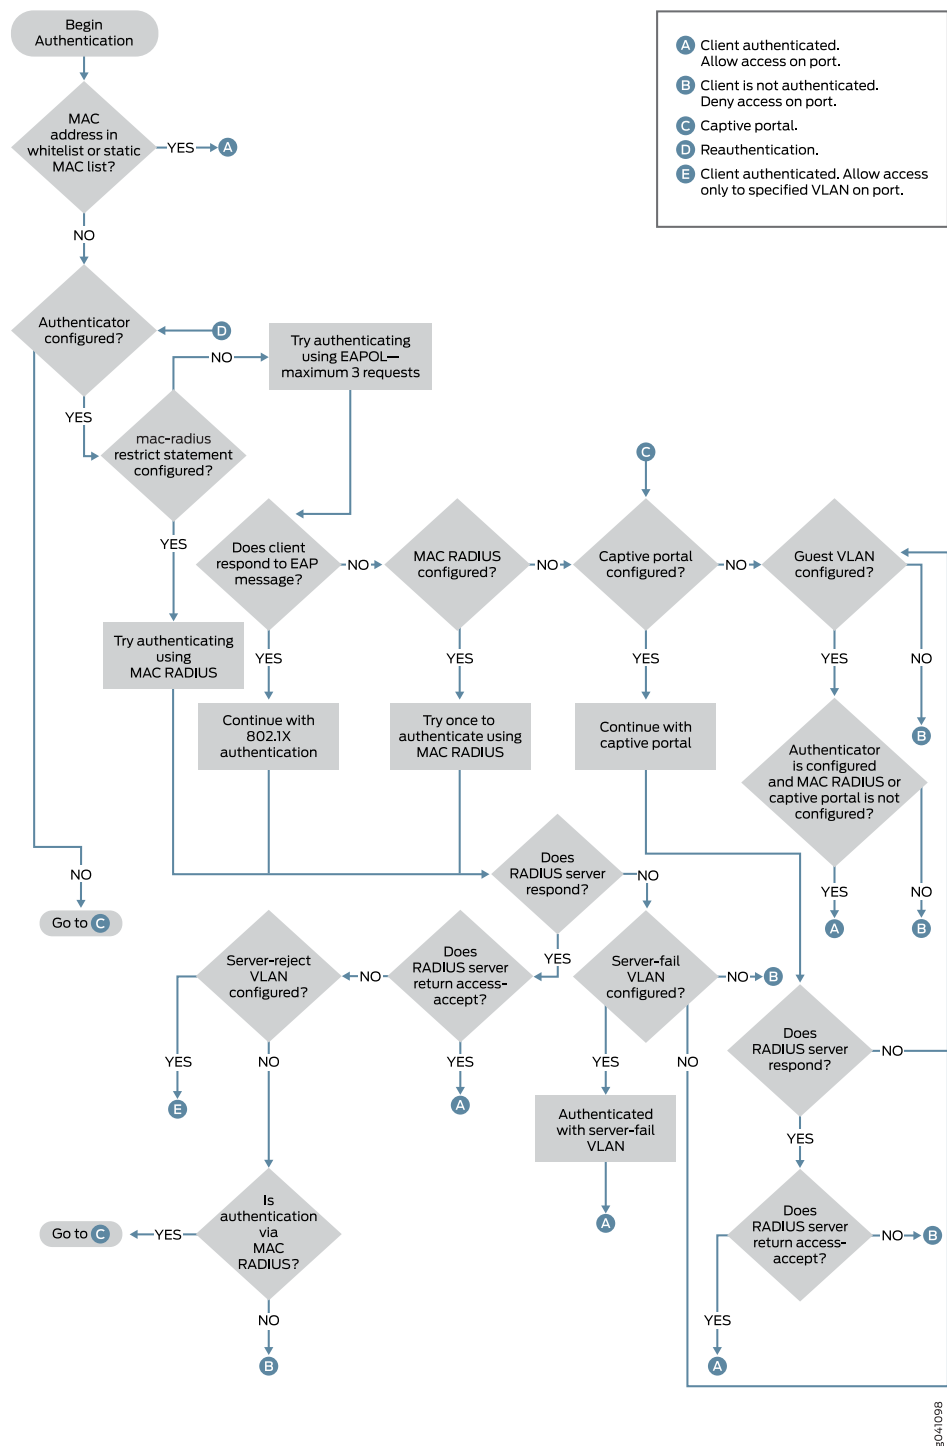 Begin
Authentication
A Client authenticated.
Allow access on port.
B Client is not authenticated.
Deny access on port.
C Captive portal.
D Reauthentication.
E Client authenticated. Allow access
only to specified VLAN on port.
MAC
address in
whitelist or static
MAC list?
YES
A
NO
Authenticator
configured?
D
Try authenticating
using EAPOL—
maximum 3 requests
NO
YES
mac-radius
restrict statement
configured?
C
YES
Does client
respond to EAP
message?
NO
MAC RADIUS
configured?
NO
Captive portal
configured?
NO
Guest VLAN
configured?
Try authenticating
using
MAC RADIUS
YES
YES
YES
YES
NO
Continue with
802.1X
authentication
Try once to
authenticate using
MAC RADIUS
Continue with
captive portal
B
Authenticator
is configured
and MAC RADIUS or
captive portal is not
configured?
NO
Go to C
Does
RADIUS server
respond?
NO
YES
NO
A
B
YES
Server-reject
VLAN
configured?
NO
Does
RADIUS server
return access-
accept?
Server-fail
VLAN
configured?
NO
B
YES
NO
YES
YES
NO
Does
RADIUS server
respond?
NO
E
A
Authenticated
with server-fail
VLAN
YES
A
Is
authentication
via
MAC
RADIUS?
YES
Go to C
Does
RADIUS server
return access-
accept?
NO
B
NO
B
YES
A
g041098